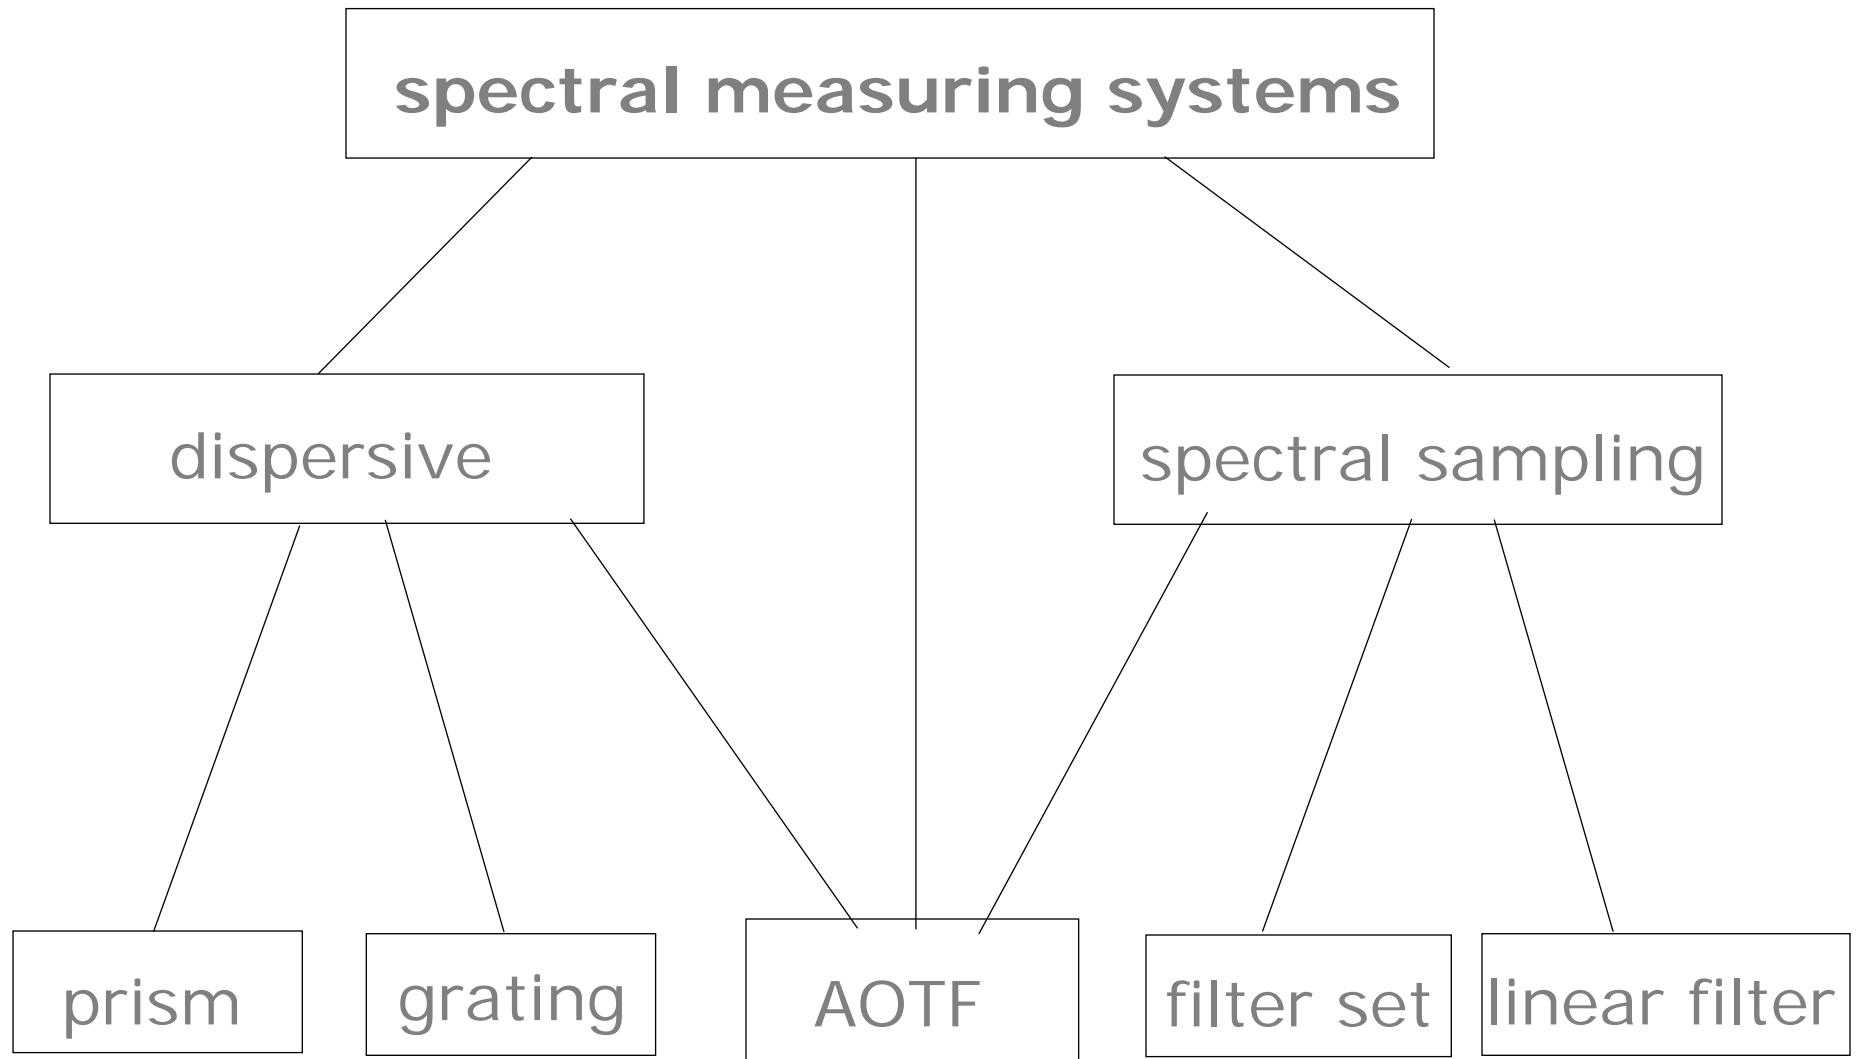 spectral measuring systems
dispersive
spectral sampling
prism
grating
AOTF
filter set
linear filter